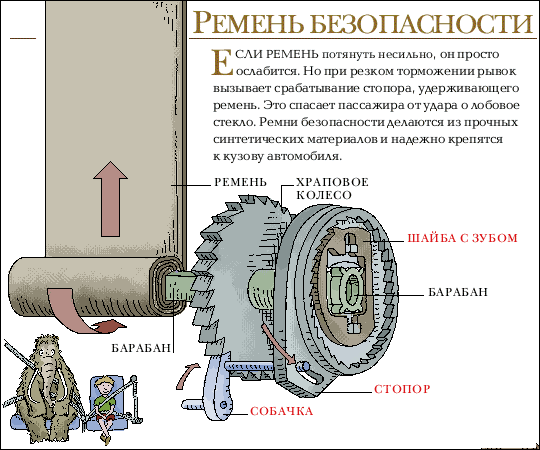 РЕМЕНЬ БЕЗОПАСНОСТИ
ЕСЛИ РЕМЕНЬ потянуть несильно, он просто
ослабится. Но при резком торможении рывок
вызывает срабатывание стопора, удерживающего
ремень. Это спасает пассажира от удара о лобовое
стекло. Ремни безопасности делаются из прочных
синтетических материалов и надежно крепятся
к кузову автомобиля.
РЕМЕНЬ
ХРАПОВОЕ
КОЛЕСО
ШАЙБА С ЗУБОМ
БАРАБАН
БАРАБАН
СТОПОР
СОБАЧКА